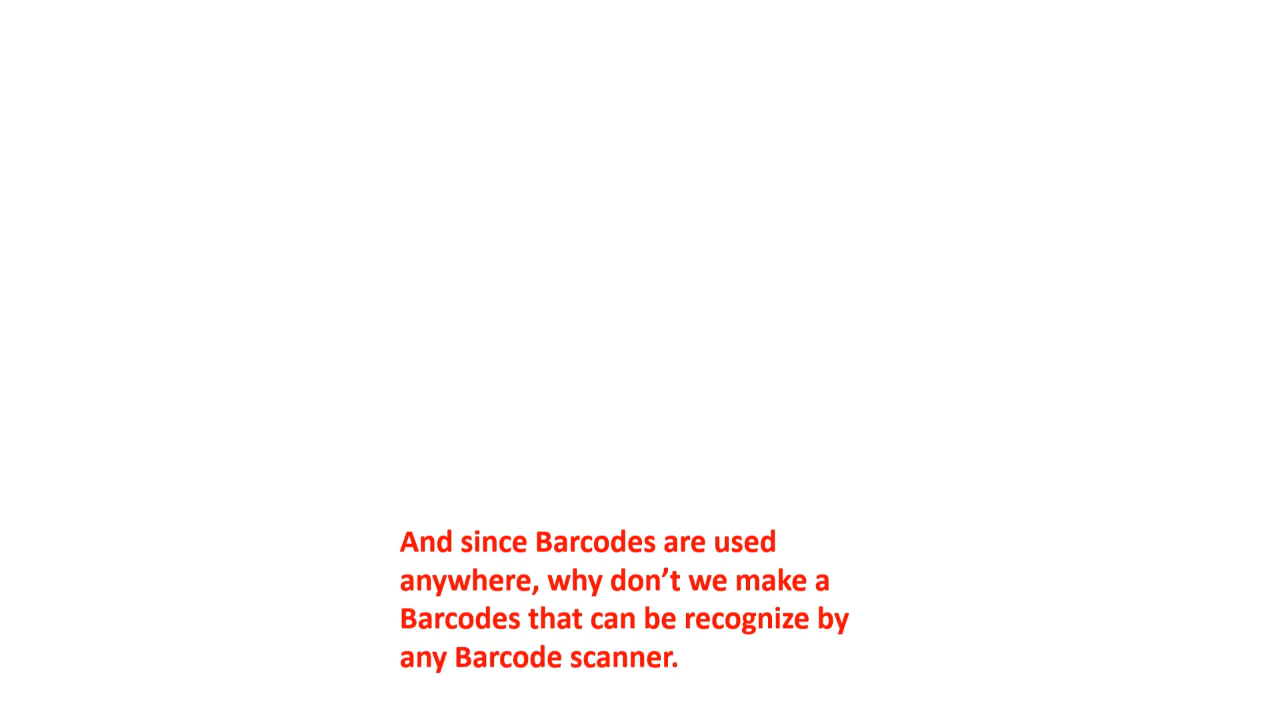 And since Barcodes are used
anywhere, why don’t we make a
Barcodes that can be recognize by
any Barcode scanner.